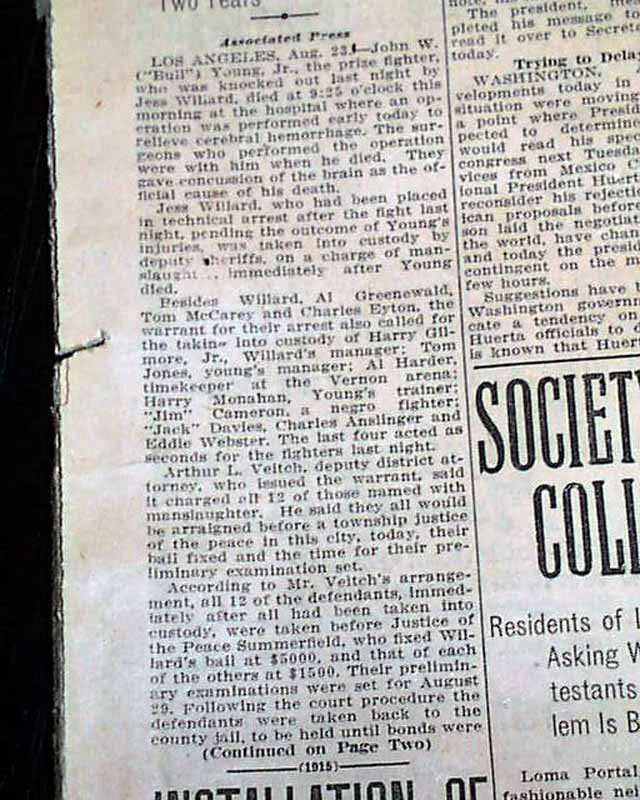 Two Years
Associated Press
LOS ANGELES, Aug. 23.—John W.
("Bull") Young, Jr., the prize fighter,
who was knocked out last night by
Jess Willard, died at 9:25 o'clock this
morning at the hospital where an op-
eration was performed early today to
relieve cerebral hemorrhage. The sur-
geons who performed the operation
were with him when he died. They
gave concussion of the brain as the of-
ficial cause of his death.
Jess Willard, who had been placed
in technical arrest after the fight last
night, pending the outcome of Young's
injuries, was taken into custody by
deputy sheriffs, on a charge of man-
slaught immediately after Young
died.
Besides Willard, Al Greenewald,
Tom McCarey and Charles Eyton, the
warrant for their arrest also called for
the taking into custody of Harry Gil-
more, Jr., Willard's manager; Tom
Jones, young's manager; Al Harder,
timekeeper at the Vernon arena;
Harry Monahan, Young's trainer;
"Jim" Cameron, a negro fighter;
"Jack" Davies, Charles Anslinger and
Eddie Webster. The last four acted as
seconds for the fighters last night.
Arthur L. Veitch, deputy district at-
torney, who issued the warrant, said
it charged all 12 of those named with
manslaughter. He said they all would
be arraigned before a township justice
of the peace in this city, today, their
bail fixed and the time for their pre-
liminary examination set.
According to Mr. Veitch's arrange-
ment, all 12 of the defendants, immed-
iately after all had been taken into
custody, were taken before Justice of
the Peace Summerfield, who fixed Wil-
lard's bail at $5000, and that of each
of the others at $1500. Their prelimin-
ary examinations were set for August
29. Following the court procedure the
defendants were taken back to the
county jail, to be held until bonds were
(Continued on Page Two)
(1015)
INSTALLATION OF
The president,
pleted his message to
read it over to Secret
today.
Trying to Delay
WASHINGTON,
velopments today in
situation were moving
a point where Presid
pected to determine
would read his spec
congress next Tuesda
vices from Mexico C
ional President Huert
reconsider his rejecti
ican proposals before
son laid the negotiat
the world, have chan
and today the presid
contingent on the m
few hours.
Suggestions have t
Washington governm
cate a tendency on
Huerta officials to d
is known that Huert
SOCIET
COLL
Residents of L
Asking W
testants
lem Is B
Loma Portal
fashionable nei